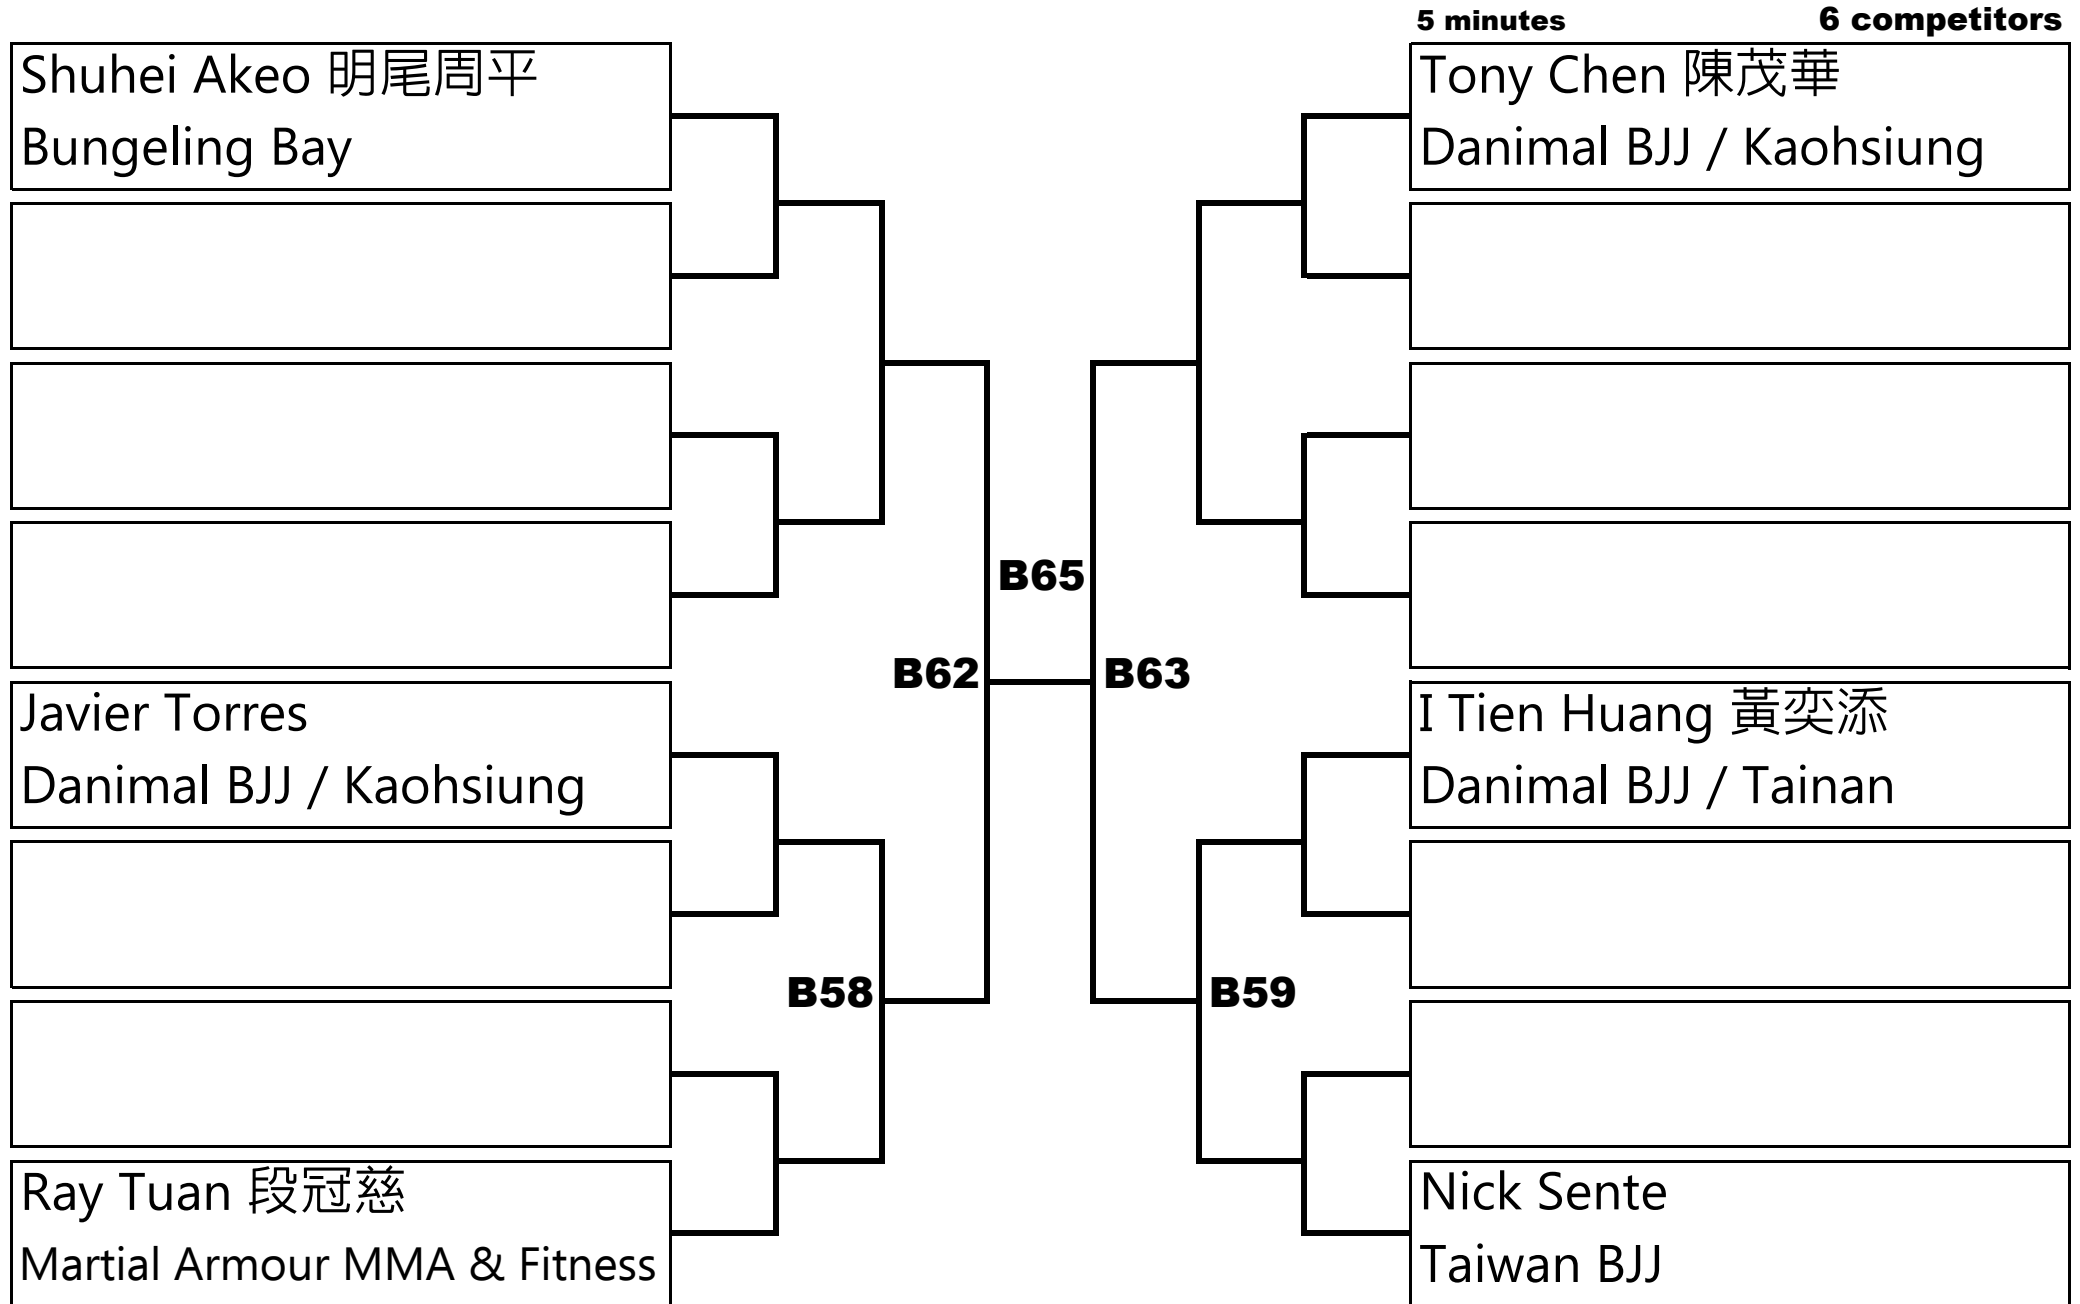 5 minutes 6 competitors
Shuhei Akeo 明尾周平
Bungeling Bay
Tony Chen 陳茂華
Danimal BJJ / Kaohsiung
B65
B62
B63
Javier Torres
Danimal BJJ / Kaohsiung
I Tien Huang 黃奕添
Danimal BJJ / Tainan
B58
B59
Ray Tuan 段冠慈
Martial Armour MMA & Fitness
Nick Sente
Taiwan BJJ